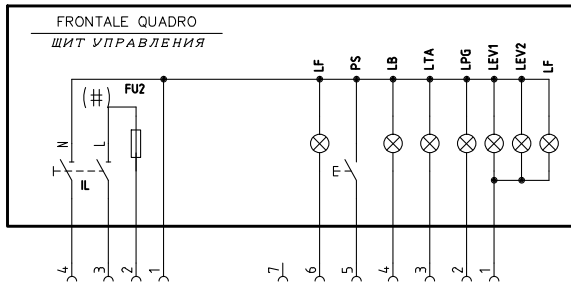 FRONTALE QUADRO
ЩИТ УПРАВЛЕНИЯ
LF PS LB LTA LPG LEV1 LEV2 LF
(#) FU2
N L
IL
4 3 2 1 7 6 5 4 3 2 1